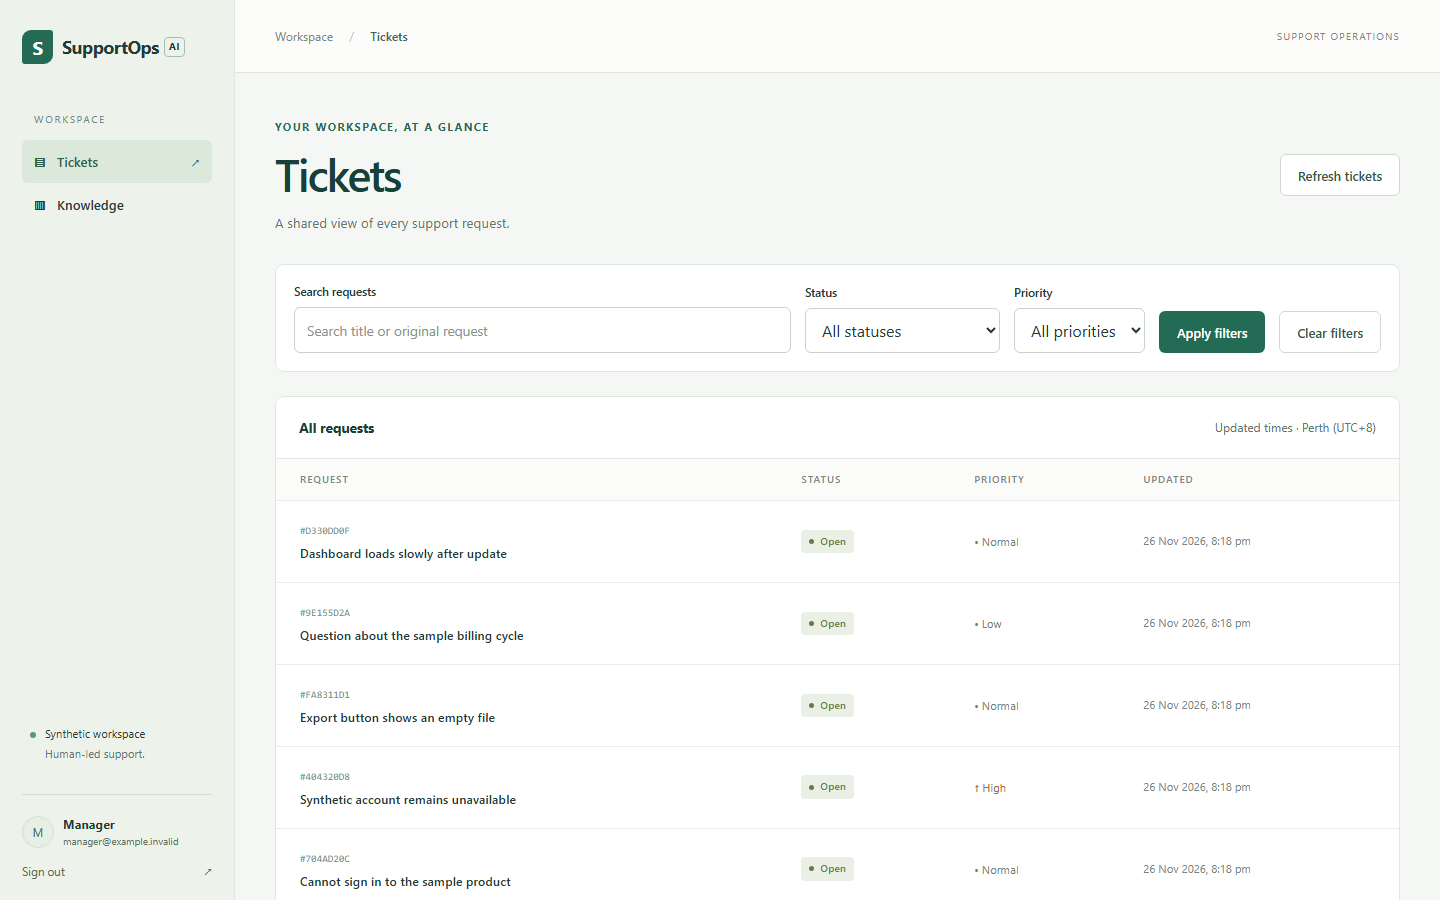 S SupportOps AI
WORKSPACE
Tickets ↗
Knowledge
Synthetic workspace
Human-led support.
M Manager
manager@example.invalid
Sign out ↗
Workspace / Tickets
SUPPORT OPERATIONS
YOUR WORKSPACE, AT A GLANCE
Tickets
Refresh tickets
A shared view of every support request.
Search requests
Status
Priority
Search title or original request
All statuses
All priorities
Apply filters
Clear filters
All requests
Updated times · Perth (UTC+8)
REQUEST STATUS PRIORITY UPDATED
#D330DD0F
Dashboard loads slowly after update
Open
• Normal
26 Nov 2026, 8:18 pm
#9E155D2A
Question about the sample billing cycle
Open
• Low
26 Nov 2026, 8:18 pm
#FA8311D1
Export button shows an empty file
Open
• Normal
26 Nov 2026, 8:18 pm
#404320D8
Synthetic account remains unavailable
Open
↑ High
26 Nov 2026, 8:18 pm
#704AD20C
Cannot sign in to the sample product
Open
• Normal
26 Nov 2026, 8:18 pm